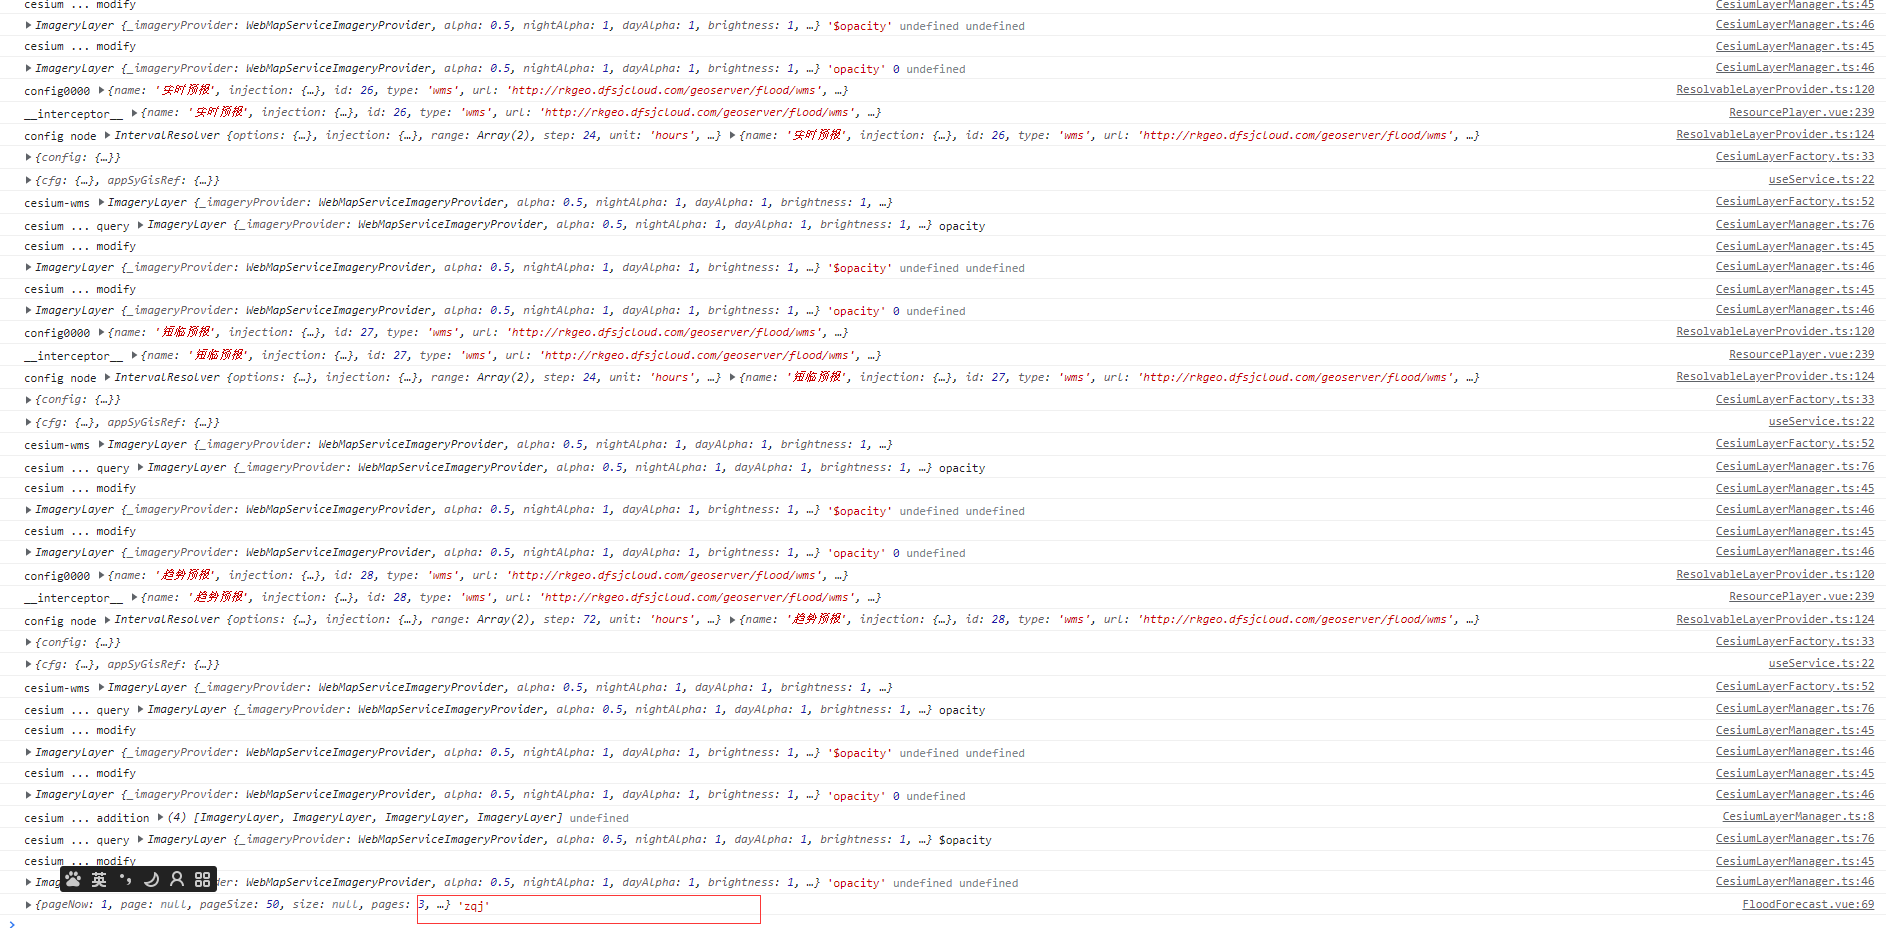 cesium ... modify CesiumLayerManager.ts:45
ImageryLayer {_imageryProvider: WebMapServiceImageryProvider, alpha: 0.5, nightAlpha: 1, dayAlpha: 1, brightness: 1, …} '$opacity' undefined undefined CesiumLayerManager.ts:46
cesium ... modify CesiumLayerManager.ts:45
ImageryLayer {_imageryProvider: WebMapServiceImageryProvider, alpha: 0.5, nightAlpha: 1, dayAlpha: 1, brightness: 1, …} 'opacity' 0 undefined CesiumLayerManager.ts:46
config0000 {name: '实时预报', injection: {…}, id: 26, type: 'wms', url: 'http://rkgeo.dfsjcloud.com/geoserver/flood/wms', …} ResolvableLayerProvider.ts:120
__interceptor__ {name: '实时预报', injection: {…}, id: 26, type: 'wms', url: 'http://rkgeo.dfsjcloud.com/geoserver/flood/wms', …} ResourcePlayer.vue:239
config node IntervalResolver {options: {…}, injection: {…}, range: Array(2), step: 24, unit: 'hours', …} {name: '实时预报', injection: {…}, id: 26, type: 'wms', url: 'http://rkgeo.dfsjcloud.com/geoserver/flood/wms', …} ResolvableLayerProvider.ts:124
{config: {…}} CesiumLayerFactory.ts:33
{cfg: {…}, appSyGisRef: {…}} useService.ts:22
cesium-wms ImageryLayer {_imageryProvider: WebMapServiceImageryProvider, alpha: 0.5, nightAlpha: 1, dayAlpha: 1, brightness: 1, …} CesiumLayerFactory.ts:52
cesium ... query ImageryLayer {_imageryProvider: WebMapServiceImageryProvider, alpha: 0.5, nightAlpha: 1, dayAlpha: 1, brightness: 1, …} opacity CesiumLayerManager.ts:76
cesium ... modify CesiumLayerManager.ts:45
ImageryLayer {_imageryProvider: WebMapServiceImageryProvider, alpha: 0.5, nightAlpha: 1, dayAlpha: 1, brightness: 1, …} '$opacity' undefined undefined CesiumLayerManager.ts:46
cesium ... modify CesiumLayerManager.ts:45
ImageryLayer {_imageryProvider: WebMapServiceImageryProvider, alpha: 0.5, nightAlpha: 1, dayAlpha: 1, brightness: 1, …} 'opacity' 0 undefined CesiumLayerManager.ts:46
config0000 {name: '短临预报', injection: {…}, id: 27, type: 'wms', url: 'http://rkgeo.dfsjcloud.com/geoserver/flood/wms', …} ResolvableLayerProvider.ts:120
__interceptor__ {name: '短临预报', injection: {…}, id: 27, type: 'wms', url: 'http://rkgeo.dfsjcloud.com/geoserver/flood/wms', …} ResourcePlayer.vue:239
config node IntervalResolver {options: {…}, injection: {…}, range: Array(2), step: 24, unit: 'hours', …} {name: '短临预报', injection: {…}, id: 27, type: 'wms', url: 'http://rkgeo.dfsjcloud.com/geoserver/flood/wms', …} ResolvableLayerProvider.ts:124
{config: {…}} CesiumLayerFactory.ts:33
{cfg: {…}, appSyGisRef: {…}} useService.ts:22
cesium-wms ImageryLayer {_imageryProvider: WebMapServiceImageryProvider, alpha: 0.5, nightAlpha: 1, dayAlpha: 1, brightness: 1, …} CesiumLayerFactory.ts:52
cesium ... query ImageryLayer {_imageryProvider: WebMapServiceImageryProvider, alpha: 0.5, nightAlpha: 1, dayAlpha: 1, brightness: 1, …} opacity CesiumLayerManager.ts:76
cesium ... modify CesiumLayerManager.ts:45
ImageryLayer {_imageryProvider: WebMapServiceImageryProvider, alpha: 0.5, nightAlpha: 1, dayAlpha: 1, brightness: 1, …} '$opacity' undefined undefined CesiumLayerManager.ts:46
cesium ... modify CesiumLayerManager.ts:45
ImageryLayer {_imageryProvider: WebMapServiceImageryProvider, alpha: 0.5, nightAlpha: 1, dayAlpha: 1, brightness: 1, …} 'opacity' 0 undefined CesiumLayerManager.ts:46
config0000 {name: '趋势预报', injection: {…}, id: 28, type: 'wms', url: 'http://rkgeo.dfsjcloud.com/geoserver/flood/wms', …} ResolvableLayerProvider.ts:120
__interceptor__ {name: '趋势预报', injection: {…}, id: 28, type: 'wms', url: 'http://rkgeo.dfsjcloud.com/geoserver/flood/wms', …} ResourcePlayer.vue:239
config node IntervalResolver {options: {…}, injection: {…}, range: Array(2), step: 72, unit: 'hours', …} {name: '趋势预报', injection: {…}, id: 28, type: 'wms', url: 'http://rkgeo.dfsjcloud.com/geoserver/flood/wms', …} ResolvableLayerProvider.ts:124
{config: {…}} CesiumLayerFactory.ts:33
{cfg: {…}, appSyGisRef: {…}} useService.ts:22
cesium-wms ImageryLayer {_imageryProvider: WebMapServiceImageryProvider, alpha: 0.5, nightAlpha: 1, dayAlpha: 1, brightness: 1, …} CesiumLayerFactory.ts:52
cesium ... query ImageryLayer {_imageryProvider: WebMapServiceImageryProvider, alpha: 0.5, nightAlpha: 1, dayAlpha: 1, brightness: 1, …} opacity CesiumLayerManager.ts:76
cesium ... modify CesiumLayerManager.ts:45
ImageryLayer {_imageryProvider: WebMapServiceImageryProvider, alpha: 0.5, nightAlpha: 1, dayAlpha: 1, brightness: 1, …} '$opacity' undefined undefined CesiumLayerManager.ts:46
cesium ... modify CesiumLayerManager.ts:45
ImageryLayer {_imageryProvider: WebMapServiceImageryProvider, alpha: 0.5, nightAlpha: 1, dayAlpha: 1, brightness: 1, …} 'opacity' 0 undefined CesiumLayerManager.ts:46
cesium ... addition (4) [ImageryLayer, ImageryLayer, ImageryLayer, ImageryLayer] undefined CesiumLayerManager.ts:8
cesium ... query ImageryLayer {_imageryProvider: WebMapServiceImageryProvider, alpha: 0.5, nightAlpha: 1, dayAlpha: 1, brightness: 1, …} $opacity CesiumLayerManager.ts:76
cesium ... modify CesiumLayerManager.ts:45
英
Imag der: WebMapServiceImageryProvider, alpha: 0.5, nightAlpha: 1, dayAlpha: 1, brightness: 1, …} 'opacity' undefined undefined CesiumLayerManager.ts:46
{pageNow: 1, page: null, pageSize: 50, size: null, pages: 3, …} 'zqj' FloodForecast.vue:69